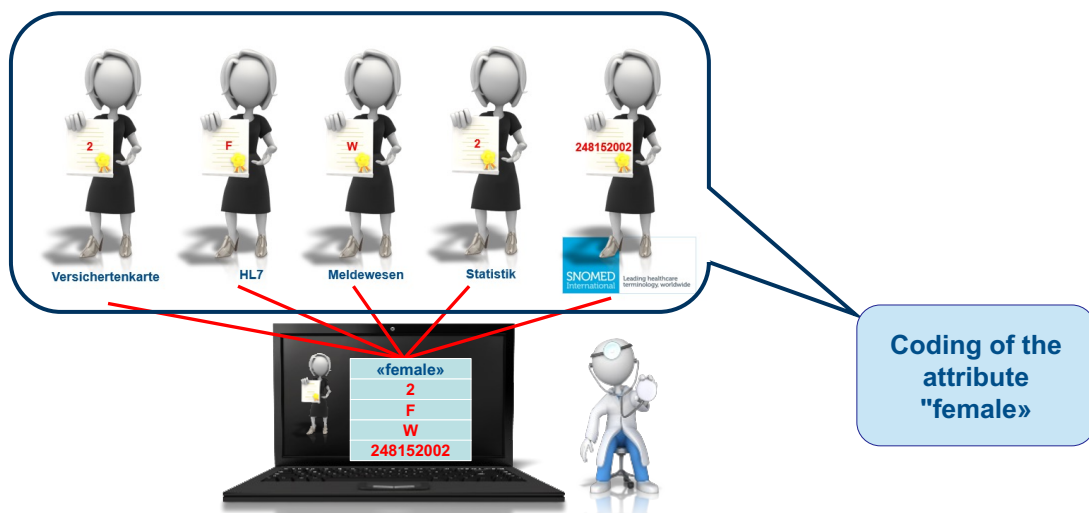 2
F
W
2
248152002
Versichertenkarte
HL7
Meldewesen
Statistik
SNOMED
International
Leading healthcare
terminology, worldwide
«female»
2
F
W
248152002
Coding of the
attribute
"female»